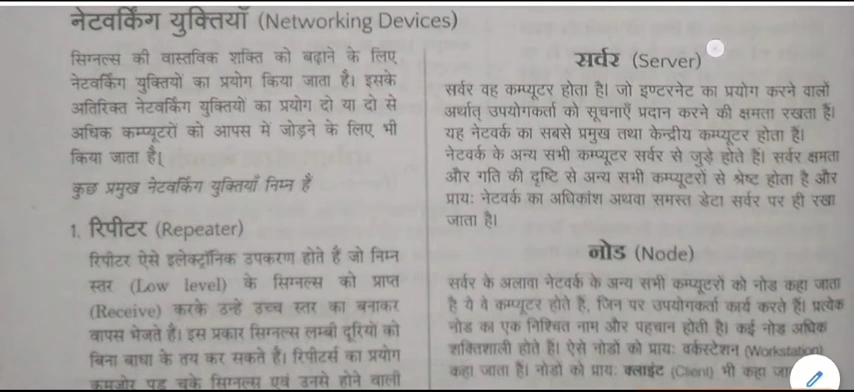 नेटवर्किंग युक्तियाँ (Networking Devices)
सिग्नल्स की वास्तविक शक्ति को बढ़ाने के लिए
नेटवर्किंग युक्तियों का प्रयोग किया जाता है। इसके
अतिरिक्त नेटवर्किंग युक्तियों का प्रयोग दो या दो से
अधिक कम्प्यूटरों को आपस में जोड़ने के लिए भी
किया जाता है।
कुछ प्रमुख नेटवर्किंग युक्तियाँ निम्न हैं
1. रिपीटर (Repeater)
रिपीटर ऐसे इलेक्ट्रॉनिक उपकरण होते हैं जो निम्न
स्तर (Low level) के सिग्नल्स को प्राप्त
(Receive) करके उन्हें उच्च स्तर का बनाकर
वापस भेजते हैं। इस प्रकार सिग्नल्स लम्बी दूरियों को
बिना बाधा के तय कर सकते हैं। रिपीटर्स का प्रयोग
कमजोर पड़ चुके सिग्नल्स एवं उनसे होने वाली
सर्वर (Server)
सर्वर वह कम्प्यूटर होता है। जो इण्टरनेट का प्रयोग करने वालों
अर्थात् उपयोगकर्ता को सूचनाएँ प्रदान करने की क्षमता रखता हैं।
यह नेटवर्क का सबसे प्रमुख तथा केन्द्रीय कम्प्यूटर होता हैं।
नेटवर्क के अन्य सभी कम्प्यूटर सर्वर से जुड़े होते हैं। सर्वर क्षमता
और गति की दृष्टि से अन्य सभी कम्प्यूटरों से श्रेष्ट होता है और
प्रायः नेटवर्क का अधिकांश अथवा समस्त डेटा सर्वर पर ही रखा
जाता है।
नोड (Node)
सर्वर के अलावा नेटवर्क के अन्य सभी कम्प्यूटरों को नोड कहा जाता
है ये वे कम्प्यूटर होते हैं, जिन पर उपयोगकर्ता कार्य करते हैं। प्रत्येक
नोड का एक निश्चित नाम और पहचान होती है। कई नोड अधिक
शक्तिशाली होते हैं। ऐसे नोडों को प्रायः वर्कस्टेशन (Workstation)
कहा जाता है। नोडों को प्रायः क्लाइंट (Client) भी कहा